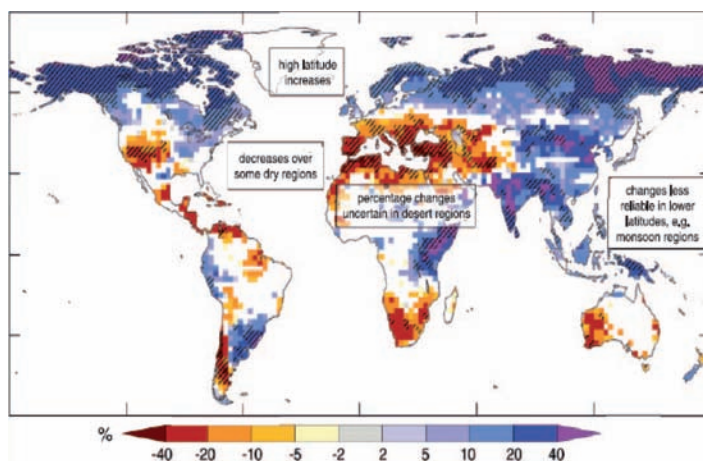 high latitude
increases
decreases over
some dry regions
percentage changes
uncertain in desert regions
changes less
reliable in lower
latitudes, e.g.
monsoon regions
%
-40 -20 -10 -5 -2 2 5 10 20 40